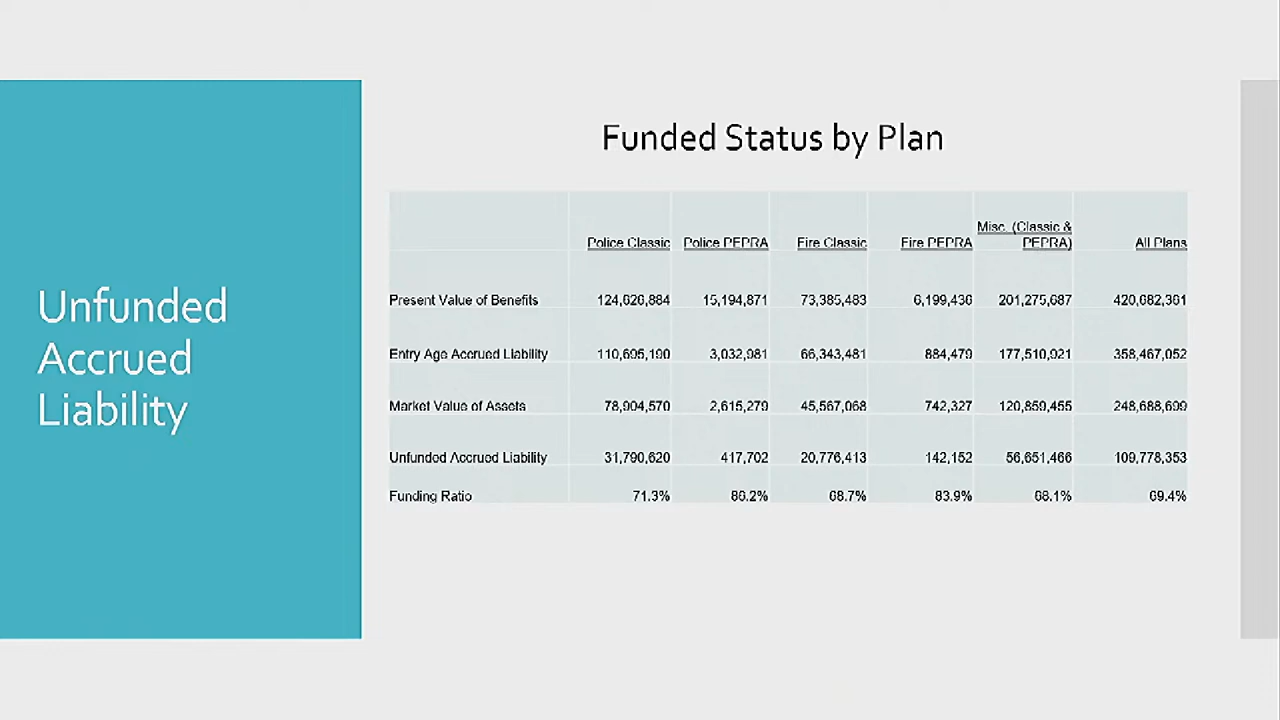 Unfunded
Accrued
Liability
Funded Status by Plan
Police Classic Police PEPRA Fire Classic Fire PEPRA Misc. (Classic & PEPRA) All Plans
Present Value of Benefits 124,626,884 15,194,871 73,385,483 6,199,436 201,275,687 420,682,361
Entry Age Accrued Liability 110,695,190 3,032,981 66,343,481 884,479 177,510,921 358,467,052
Market Value of Assets 78,904,570 2,615,279 45,567,068 742,327 120,859,455 248,688,699
Unfunded Accrued Liability 31,790,620 417,702 20,776,413 142,152 56,651,466 109,778,353
Funding Ratio 71.3% 86.2% 68.7% 83.9% 68.1% 69.4%